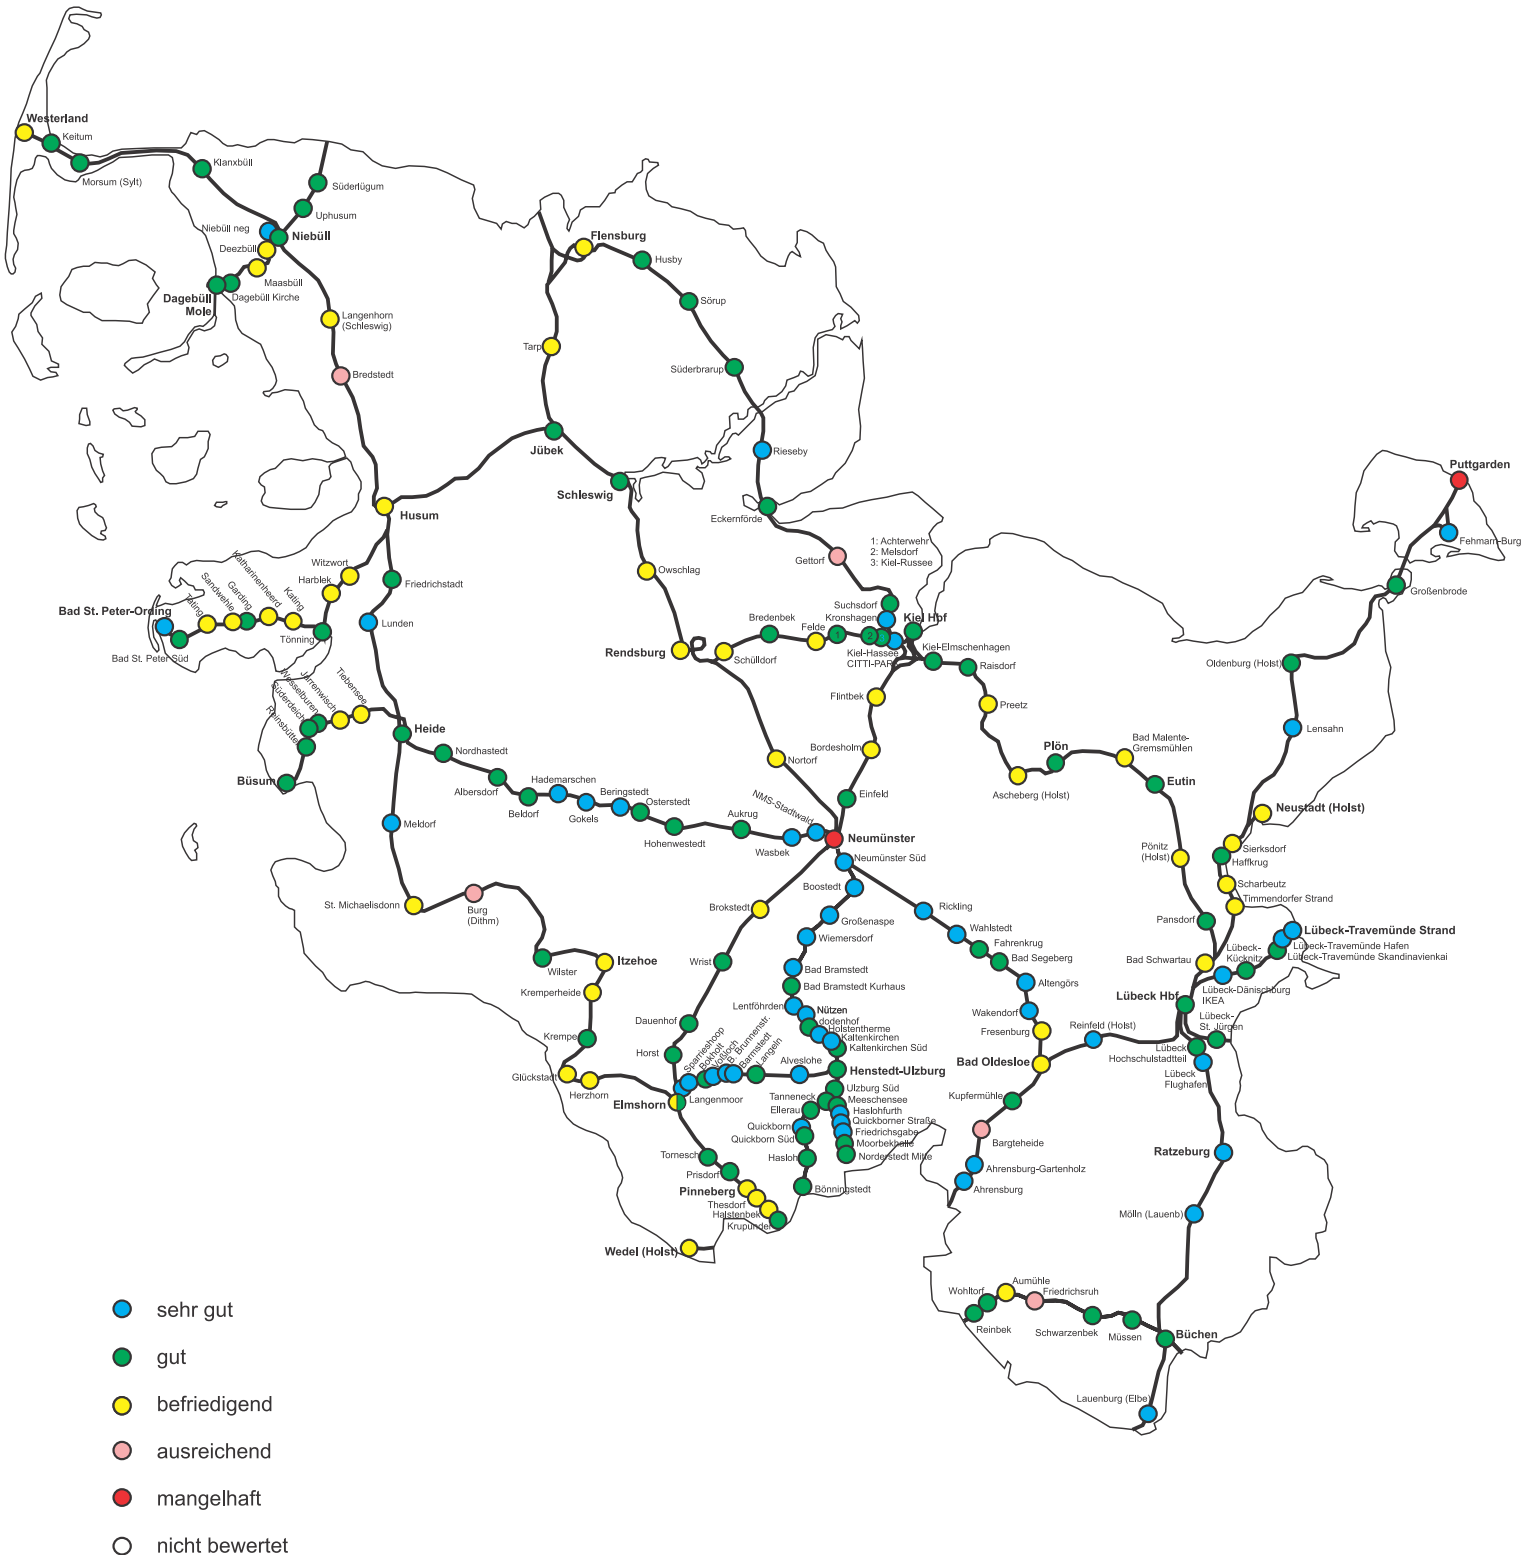 Westerland
Keitum
Morsum (Sylt)
Klanxbüll
Süderlügum
Uphusum
Niebüll neg
Niebüll
Deezbüll
Maasbüll
Dagebüll Kirche
Dagebüll
Mole
Langenhorn
(Schleswig)
Bredstedt
Flensburg
Husby
Sörup
Süderbrarup
Tarp
Jübek
Schleswig
Rieseby
Eckernförde
Gettorf
1: Achterwehr
2: Melsdorf
3: Kiel-Russee
Puttgarden
Fehmarn-Burg
Großenbrode
Husum
Witzwort
Harblek
Friedrichstadt
Katharinenheerd
Sandwehle
Garding
Kating
Tating
Bad St. Peter-Ording
Bad St. Peter Süd
Tönning
Lunden
Owschlag
Suchsdorf
Kronshagen
Kiel Hbf
Bredenbek
Felde
1
2
Kiel-Hassee
CITTI-PARK
Schülldorf
Rendsburg
Kiel-Elmschenhagen
Raisdorf
Oldenburg (Holst)
Flintbek
Preetz
Lensahn
Tiebensee
Jarrenwisch
Wesselburen
Süderdeich
Reinsbüttel
Büsum
Heide
Nordhastedt
Albersdorf
Beldorf
Hademarschen
Gokels
Beringstedt
Osterstedt
Hohenwestedt
Aukrug
Wasbek
NMS-Stadtwald
Nortorf
Bordesholm
Einfeld
Neumünster
Neumünster Süd
Plön
Ascheberg (Holst)
Bad Malente-
Gremsmühlen
Eutin
Neustadt (Holst)
Sierksdorf
Haffkrug
Scharbeutz
Timmendorfer Strand
Pönitz
(Holst)
Pansdorf
Meldorf
St. Michaelisdonn
Burg
(Dithm)
Wilster
Itzehoe
Kremperheide
Krempe
Glückstadt
Herzhorn
Brokstedt
Wrist
Dauenhof
Horst
Elmshorn
Boostedt
Großenaspe
Wiemersdorf
Bad Bramstedt
Bad Bramstedt Kurhaus
Lentföhrden
Nützen
dodenhof
Holstentherme
Kaltenkirchen
Kaltenkirchen Süd
Rickling
Wahlstedt
Fahrenkrug
Bad Segeberg
Altengörs
Wakendorf
Fresenburg
Bad Oldesloe
Reinfeld (Holst)
Lübeck-Travemünde Strand
Lübeck-Travemünde Hafen
Lübeck-Travemünde Skandinavienkai
Lübeck-
Kücknitz
Bad Schwartau
Lübeck-Dänischburg
IKEA
Lübeck Hbf
Lübeck-
St. Jürgen
Lübeck
Hochschulstadtteil
Lübeck
Flughafen
Sparrieshoop
Bokholt
Voßloch
B. Brunnenstr.
Barmstedt
Langeln
Langenmoor
Alveslohe
Henstedt-Ulzburg
Ulzburg Süd
Meeschensee
Haslohfurth
Quickborner Straße
Friedrichsgabe
Moorbekhalle
Norderstedt Mitte
Tanneck
Ellerau
Quickborn
Quickborn Süd
Hasloh
Bönningstedt
Tornesch
Prisdorf
Pinneberg
Thesdorf
Halstenbek
Krupunder
Wedel (Holst)
Kupfermühle
Bargteheide
Ahrensburg-Gartenholz
Ahrensburg
Ratzeburg
Mölln (Lauenb)
Aumühle
Wohltorf
Friedrichsruh
Reinbek
Schwarzenbek
Müssen
Büchen
Lauenburg (Elbe)
sehr gut
gut
befriedigend
ausreichend
mangelhaft
nicht bewertet